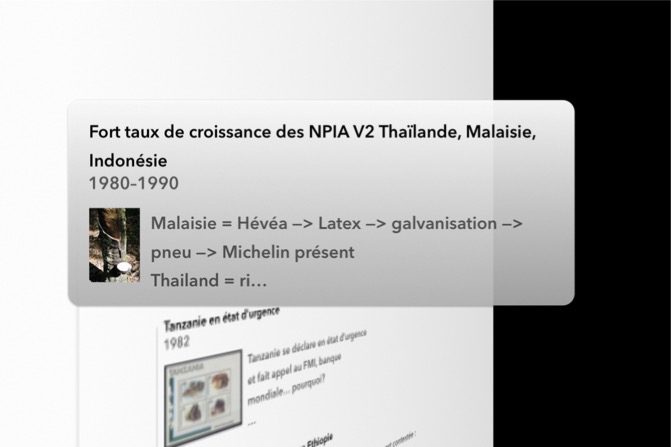 Fort taux de croissance des NPIA V2 Thaïlande, Malaisie,
Indonésie
1980–1990
Malaisie = Hévéa —> Latex —> galvanisation —>
pneu —> Michelin présent
Thailand = ri…
Tanzanie en état d'urgence
1982
TANZANIA
Tanzanie se déclare en état d'urgence
et fait appel au FMI, banque
mondiale... pourquoi?
...
Ethiopie